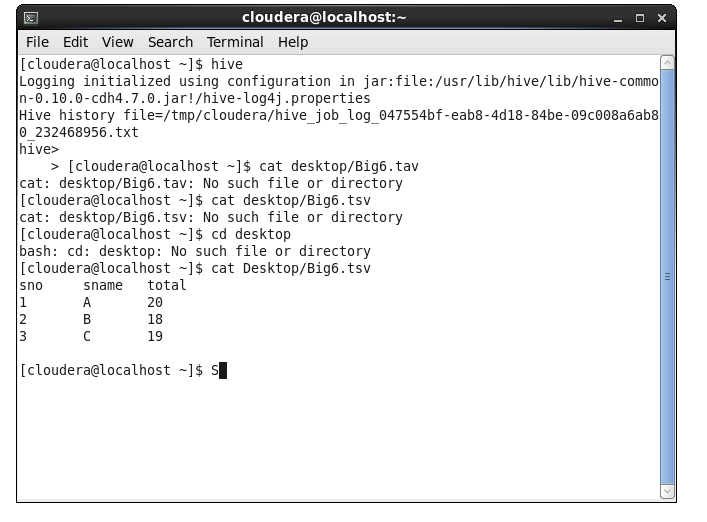 cloudera@localhost:~
File Edit View Search Terminal Help
[cloudera@localhost ~]$ hive
Logging initialized using configuration in jar:file:/usr/lib/hive/lib/hive-commo
n-0.10.0-cdh4.7.0.jar!/hive-log4j.properties
Hive history file=/tmp/cloudera/hive_job_log_047554bf-eab8-4d18-84be-09c008a6ab8
0_232468956.txt
hive>
    > [cloudera@localhost ~]$ cat desktop/Big6.tav
cat: desktop/Big6.tav: No such file or directory
[cloudera@localhost ~]$ cat desktop/Big6.tsv
cat: desktop/Big6.tsv: No such file or directory
[cloudera@localhost ~]$ cd desktop
bash: cd: desktop: No such file or directory
[cloudera@localhost ~]$ cat Desktop/Big6.tsv
sno     sname   total
1       A       20
2       B       18
3       C       19
[cloudera@localhost ~]$ S